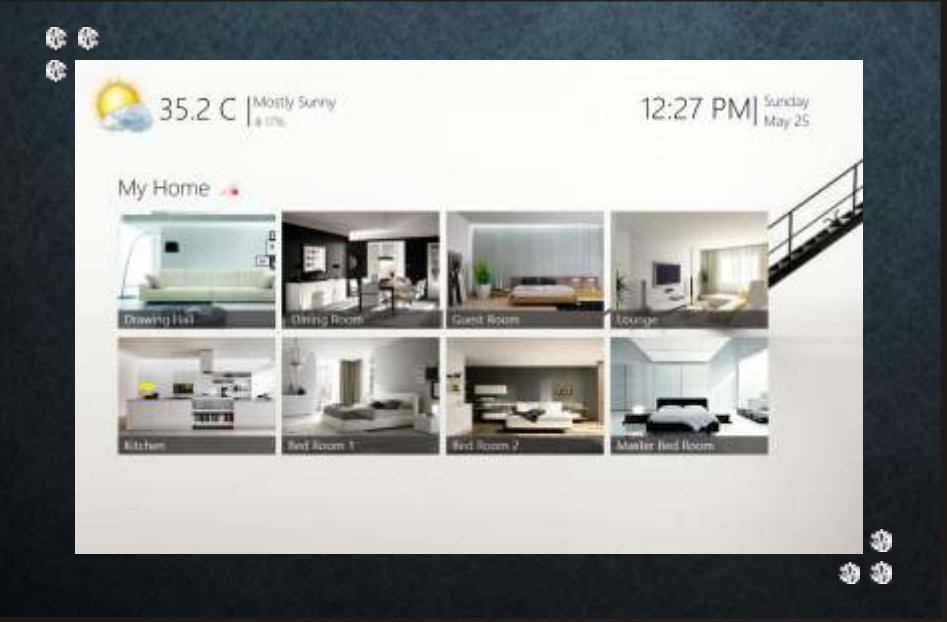 35.2 C
Mostly Sunny
12:27 PM
Sunday
May 25
My Home
Drawing Hall
Dining Room
Guest Room
Lounge
Kitchen
Bed Room 1
Bed Room 2
Master Bed Room